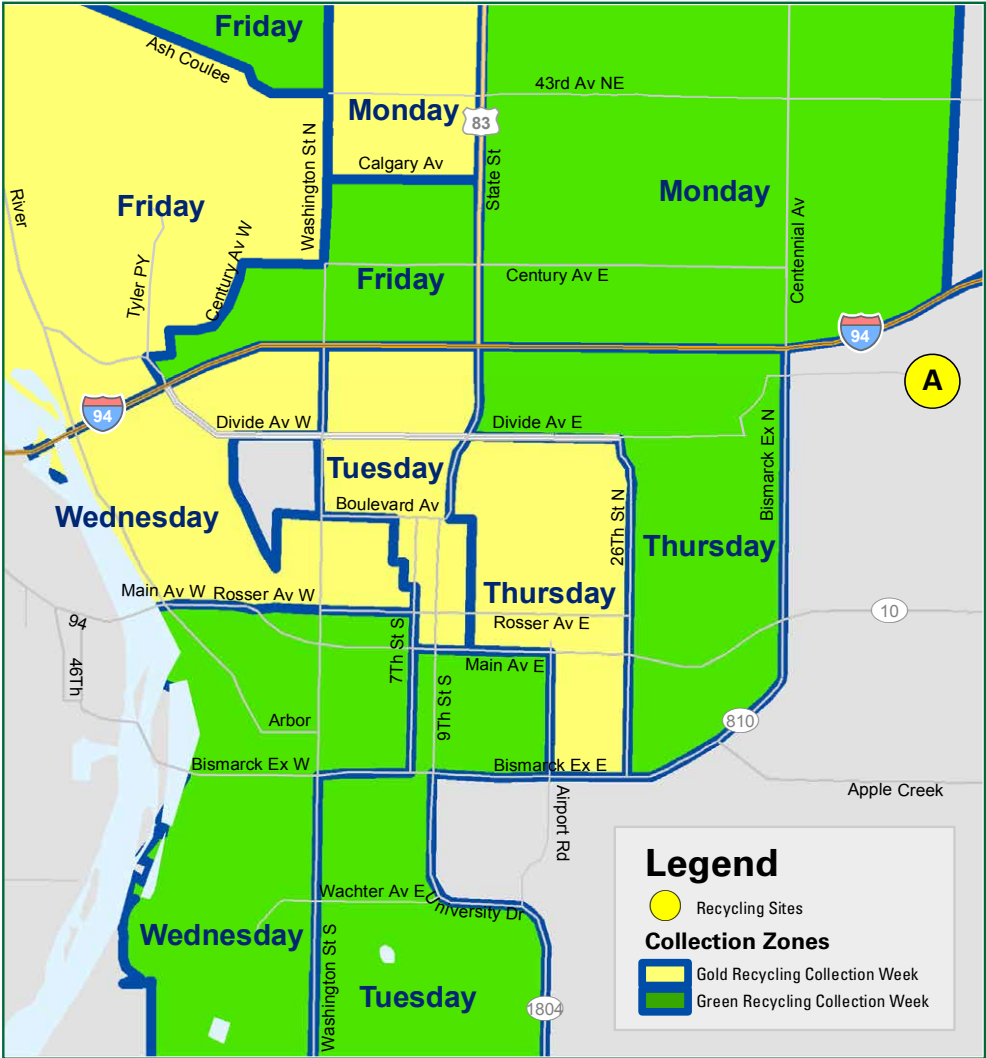 Friday
Ash Coulee
43rd Av NE
Monday
83
Washington St N
Calgary Av
State St
River
Friday
Monday
Tyler PY
Century Av W
Friday
Century Av E
Centennial Av
94
A
94
Divide Av W
Divide Av E
Tuesday
Boulevard Av
Wednesday
26Th St N
Bismarck Ex N
Thursday
Thursday
Main Av W
Rosser Av W
Rosser Av E
10
94
46Th
7Th St S
Main Av E
9Th St S
Arbor
810
Bismarck Ex W
Bismarck Ex E
Airport Rd
Apple Creek
Wachter Av E
University Dr
Wednesday
Washington St S
Tuesday
1804
Legend
Recycling Sites
Collection Zones
Gold Recycling Collection Week
Green Recycling Collection Week